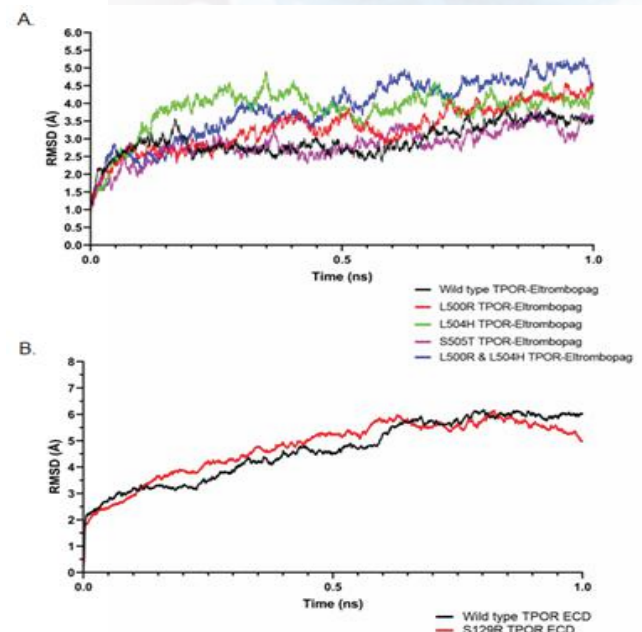 A.
6.0
5.5
5.0
4.5
4.0
3.5
3.0
2.5
2.0
1.5
1.0
0.5
0.0
RMSD (Å)
0.0 0.5 1.0
Time (ns)
Wild type TPOR-Eltrombopag
L500R TPOR-Eltrombopag
L504H TPOR-Eltrombopag
S505T TPOR-Eltrombopag
L500R & L504H TPOR-Eltrombopag
B.
8
7
6
5
4
3
2
1
0
RMSD (Å)
0.0 0.5 1.0
Time (ns)
Wild type TPOR ECD
S129R TPOR ECD